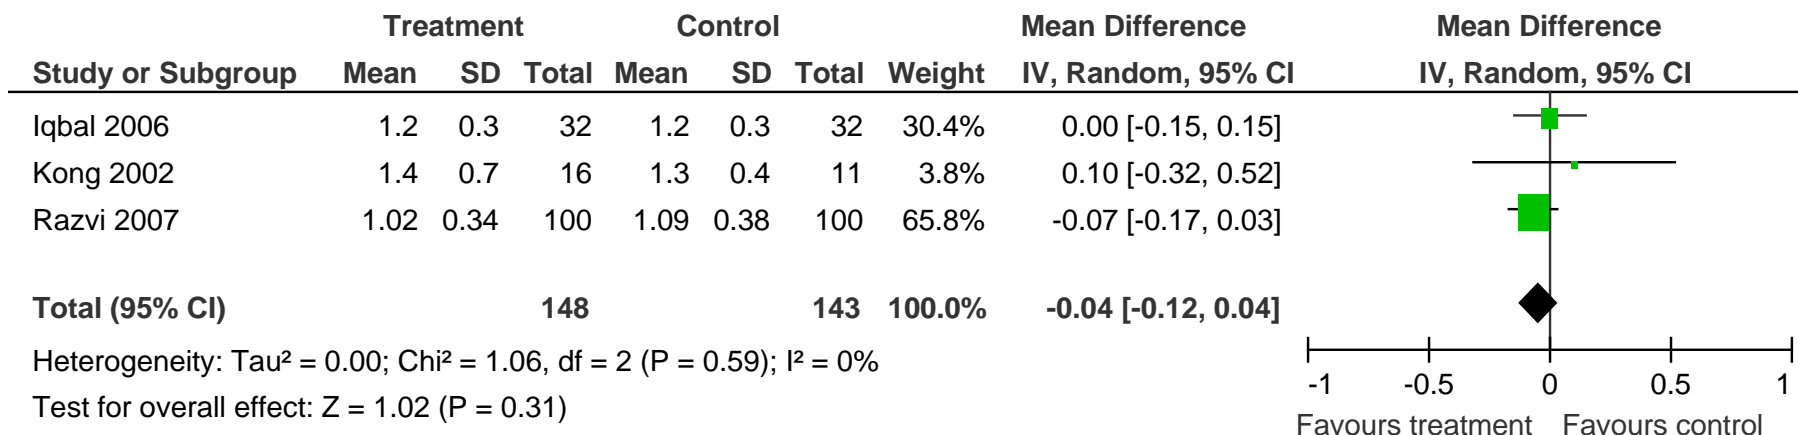 Treatment Control Mean Difference Mean Difference
Study or Subgroup Mean SD Total Mean SD Total Weight IV, Random, 95% CI IV, Random, 95% CI
Iqbal 2006 1.2 0.3 32 1.2 0.3 32 30.4% 0.00 [-0.15, 0.15]
Kong 2002 1.4 0.7 16 1.3 0.4 11 3.8% 0.10 [-0.32, 0.52]
Razvi 2007 1.02 0.34 100 1.09 0.38 100 65.8% -0.07 [-0.17, 0.03]
Total (95% CI) 148 143 100.0% -0.04 [-0.12, 0.04]
Heterogeneity: Tau² = 0.00; Chi² = 1.06, df = 2 (P = 0.59); I² = 0%
Test for overall effect: Z = 1.02 (P = 0.31)
-1 -0.5 0 0.5 1
Favours treatment Favours control